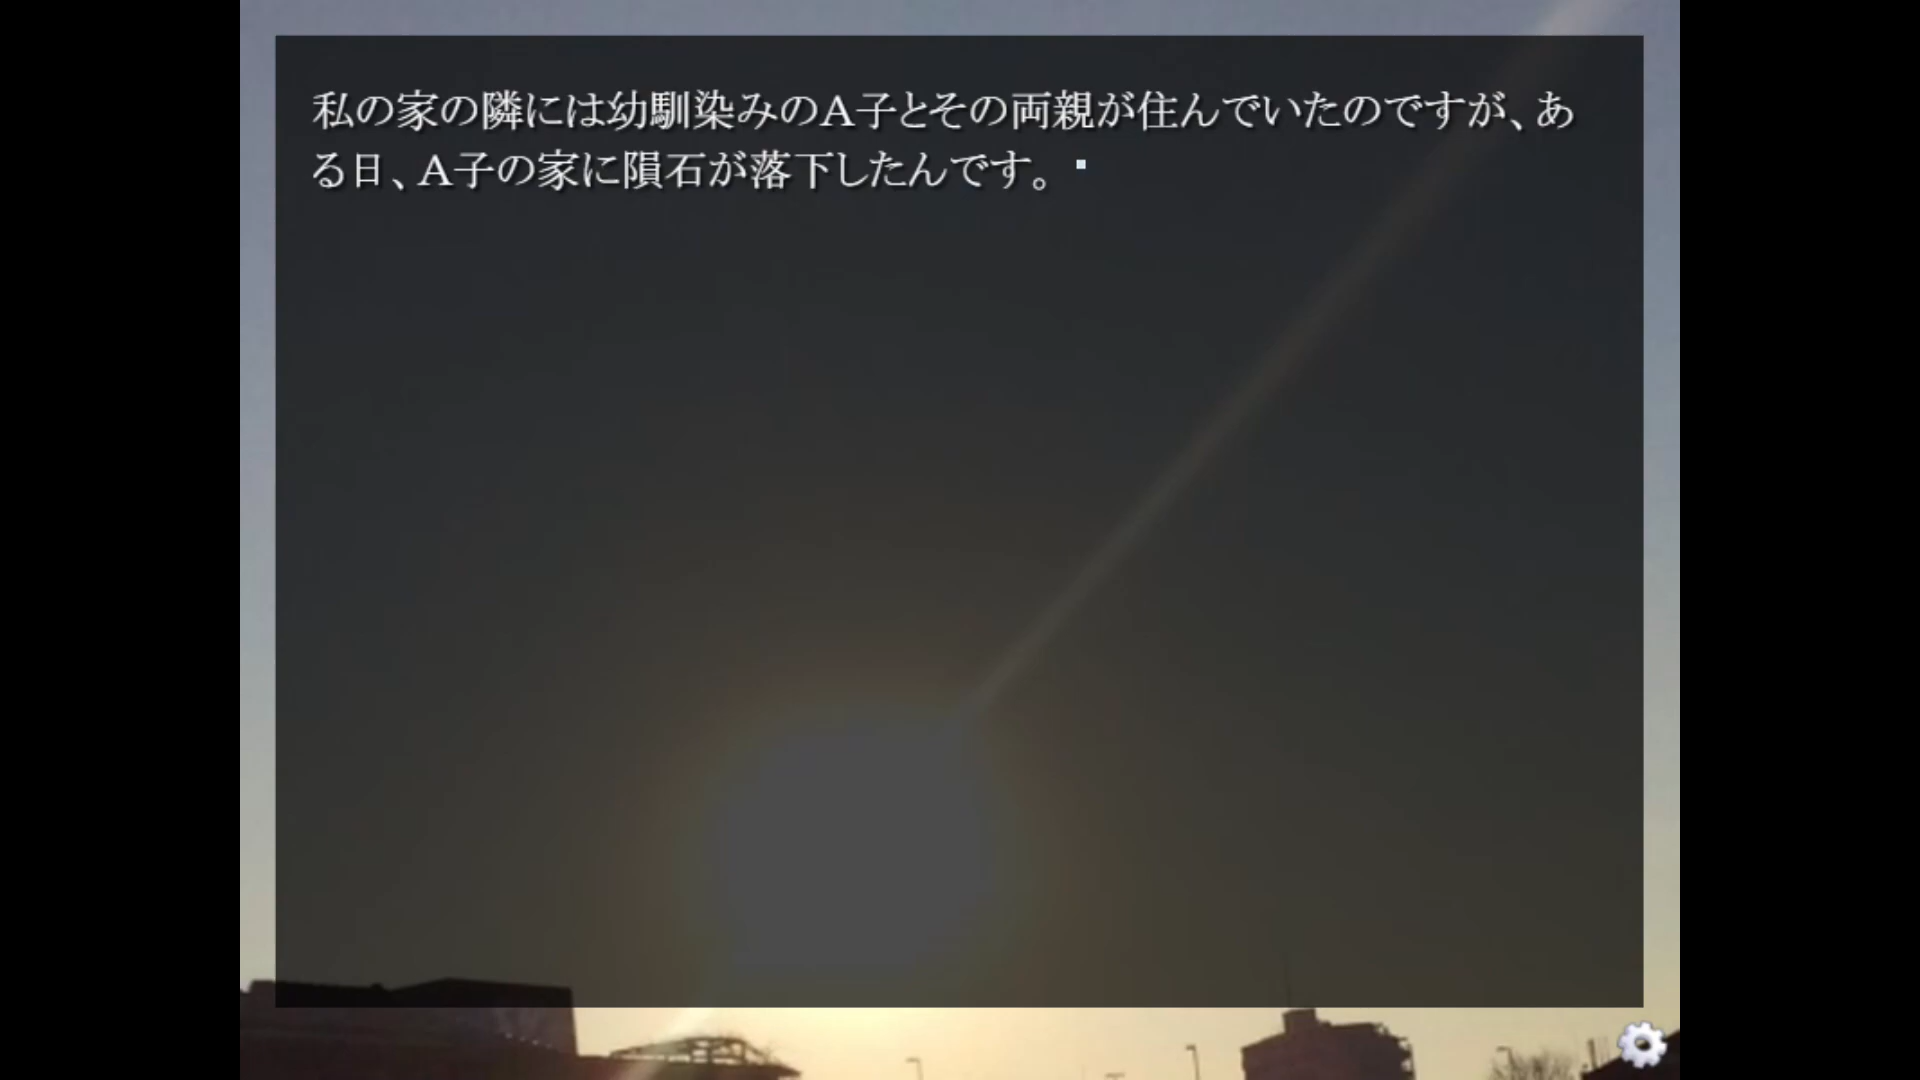 私の家の隣には幼馴染みのA子とその両親が住んでいたのですが、あ
る日、A子の家に隕石が落下したんです。